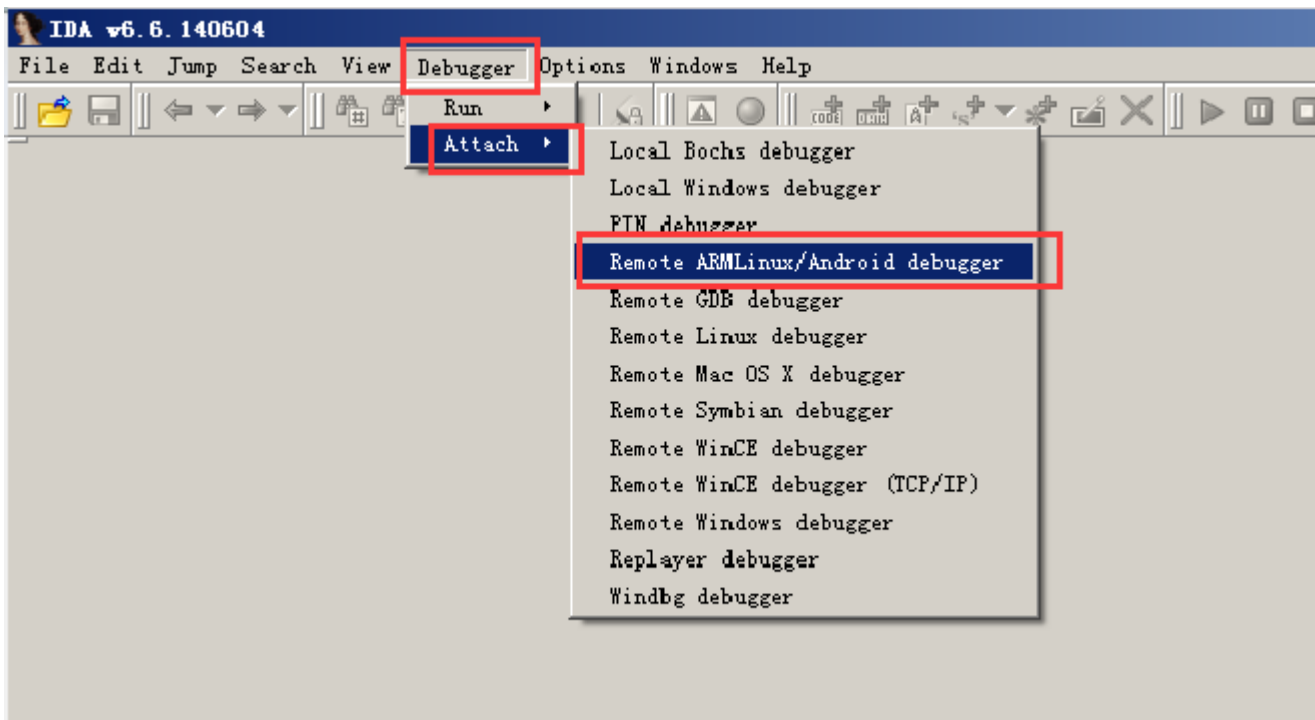 IDA v6.6.140604
File Edit Jump Search View Debugger Options Windows Help
Run
Attach
Local Bochs debugger
Local Windows debugger
PIN debugger
Remote ARMLinux/Android debugger
Remote GDB debugger
Remote Linux debugger
Remote Mac OS X debugger
Remote Symbian debugger
Remote WinCE debugger
Remote WinCE debugger (TCP/IP)
Remote Windows debugger
Replayer debugger
Windbg debugger